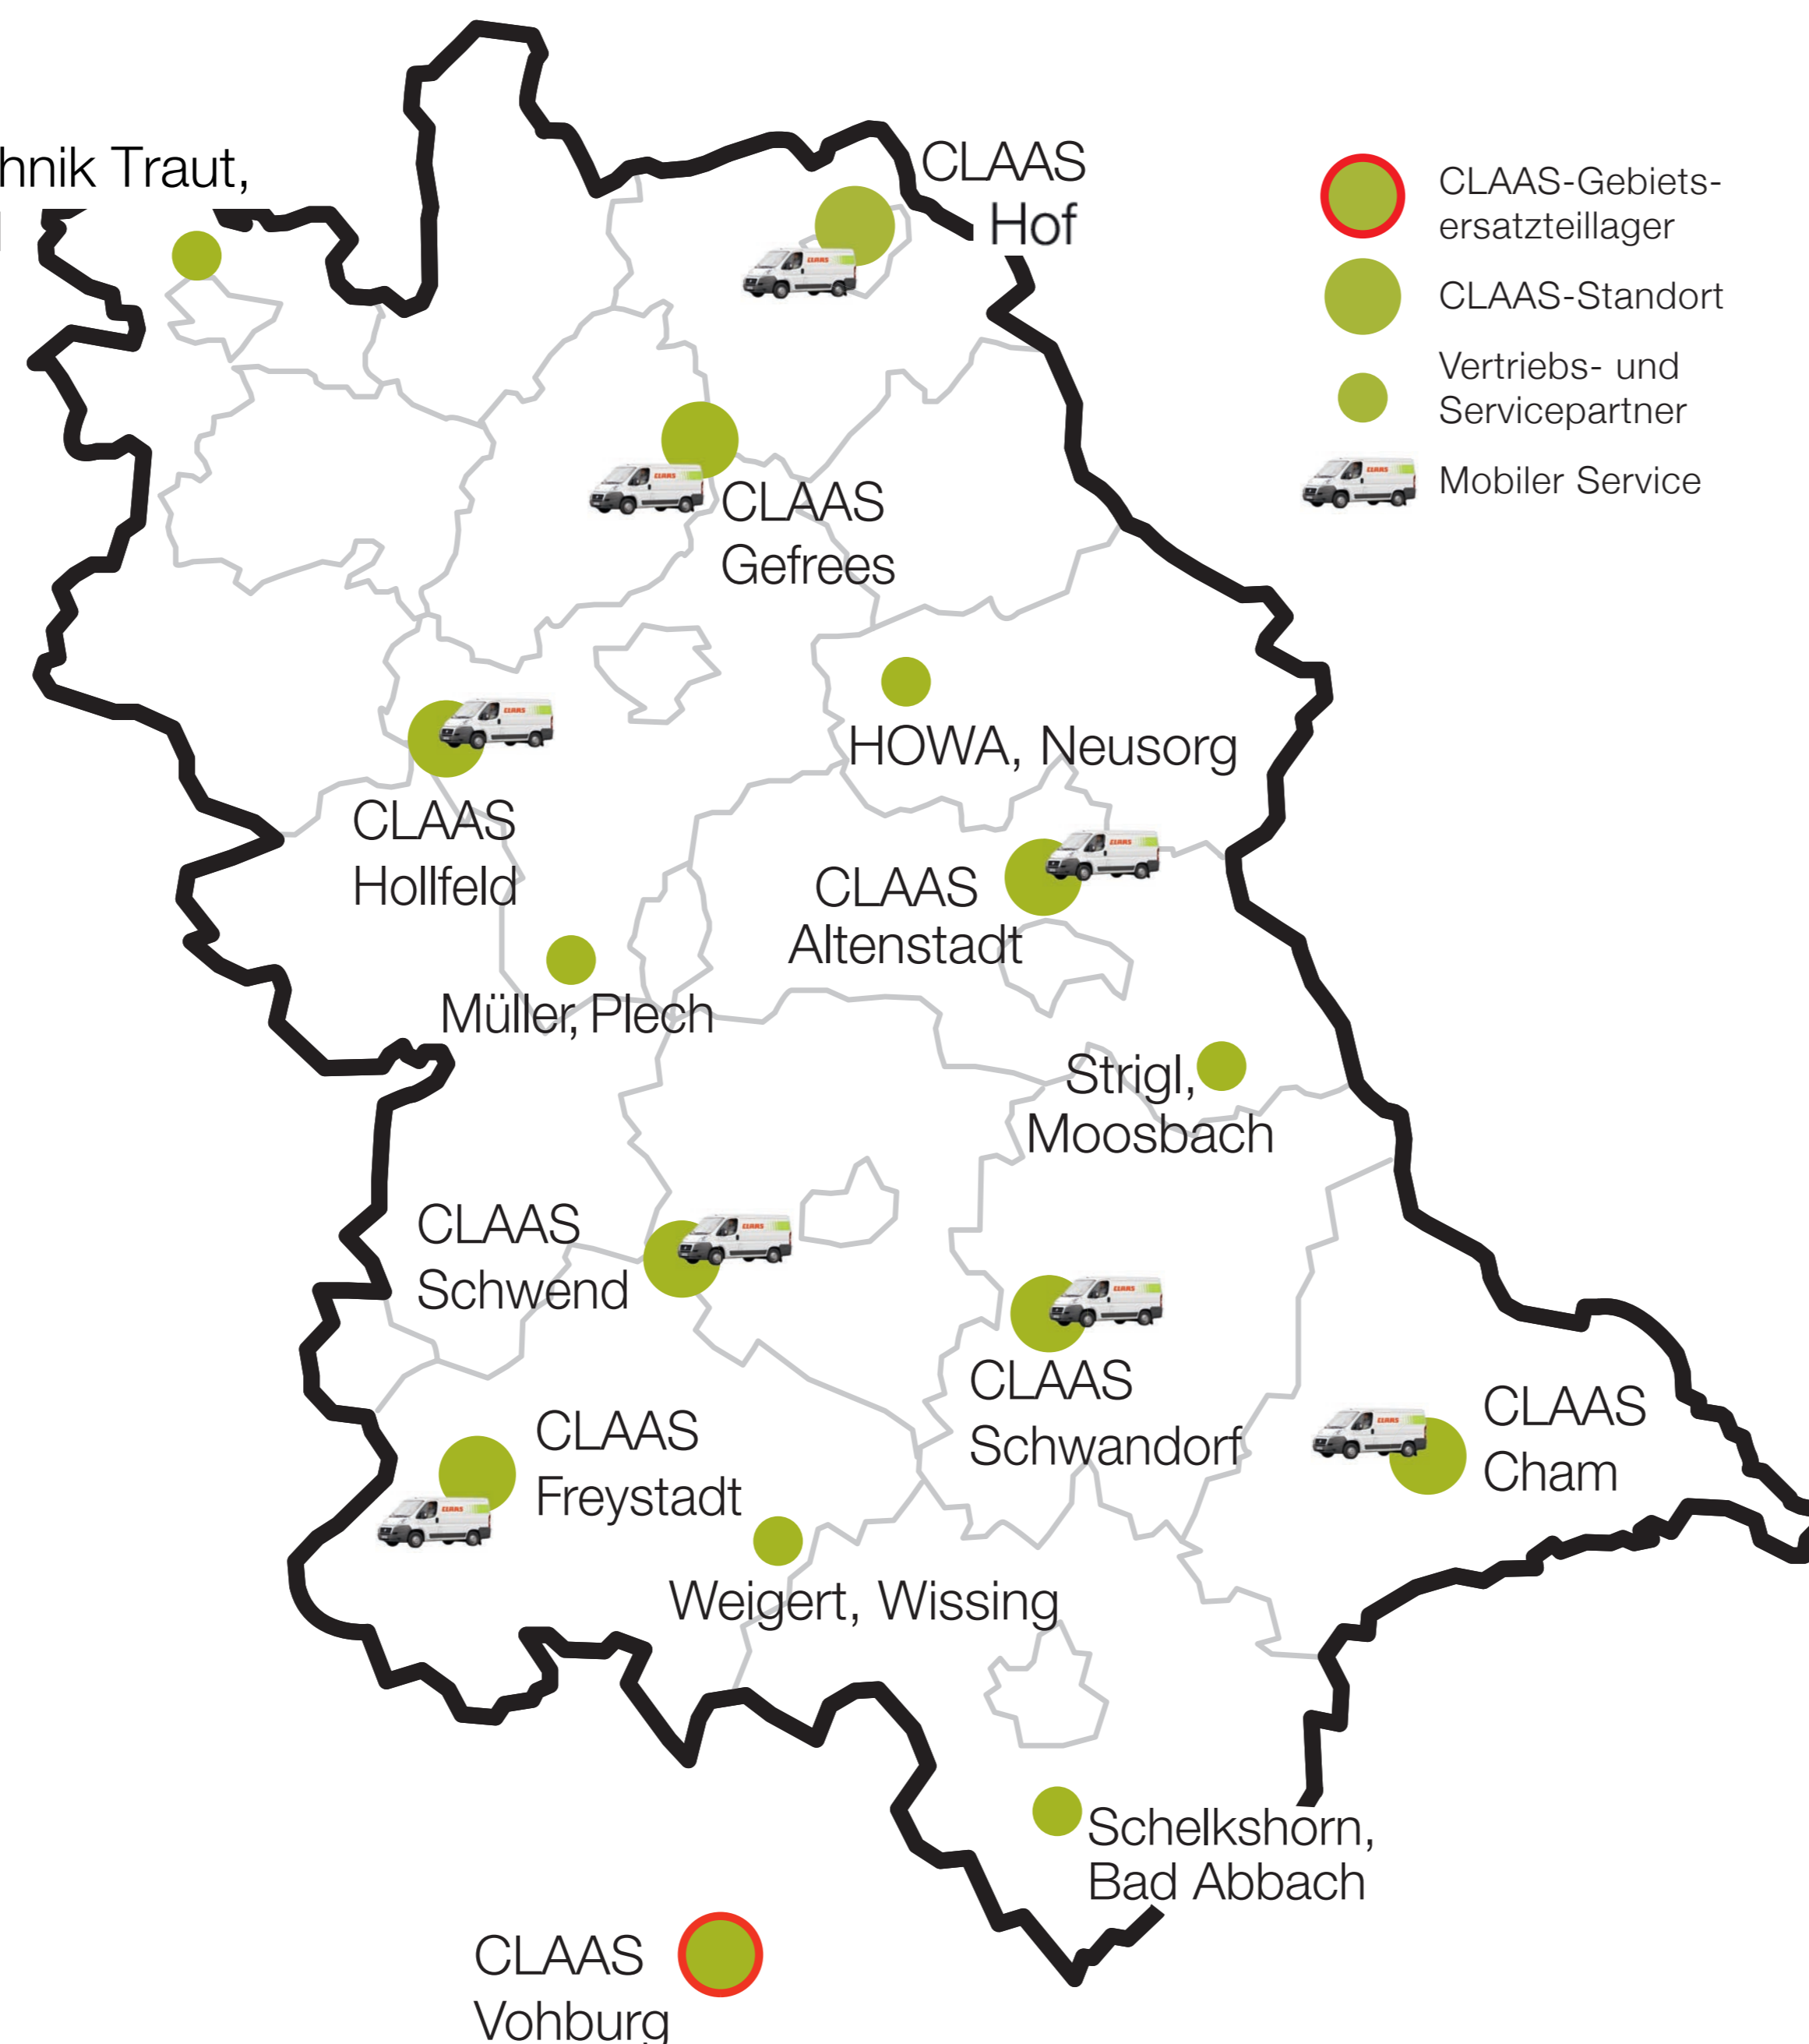 hnik Traut,
CLAAS
Hof
CLAAS-Gebiets-
ersatzteillager
CLAAS-Standort
Vertriebs- und
Servicepartner
Mobiler Service
CLAAS
Gefrees
HOWA, Neusorg
CLAAS
Hollfeld
CLAAS
Altenstadt
Müller, Plech
Strigl,
Moosbach
CLAAS
Schwend
CLAAS
Schwandorf
CLAAS
Cham
CLAAS
Freystadt
Weigert, Wissing
Schelkshorn,
Bad Abbach
CLAAS
Vohburg